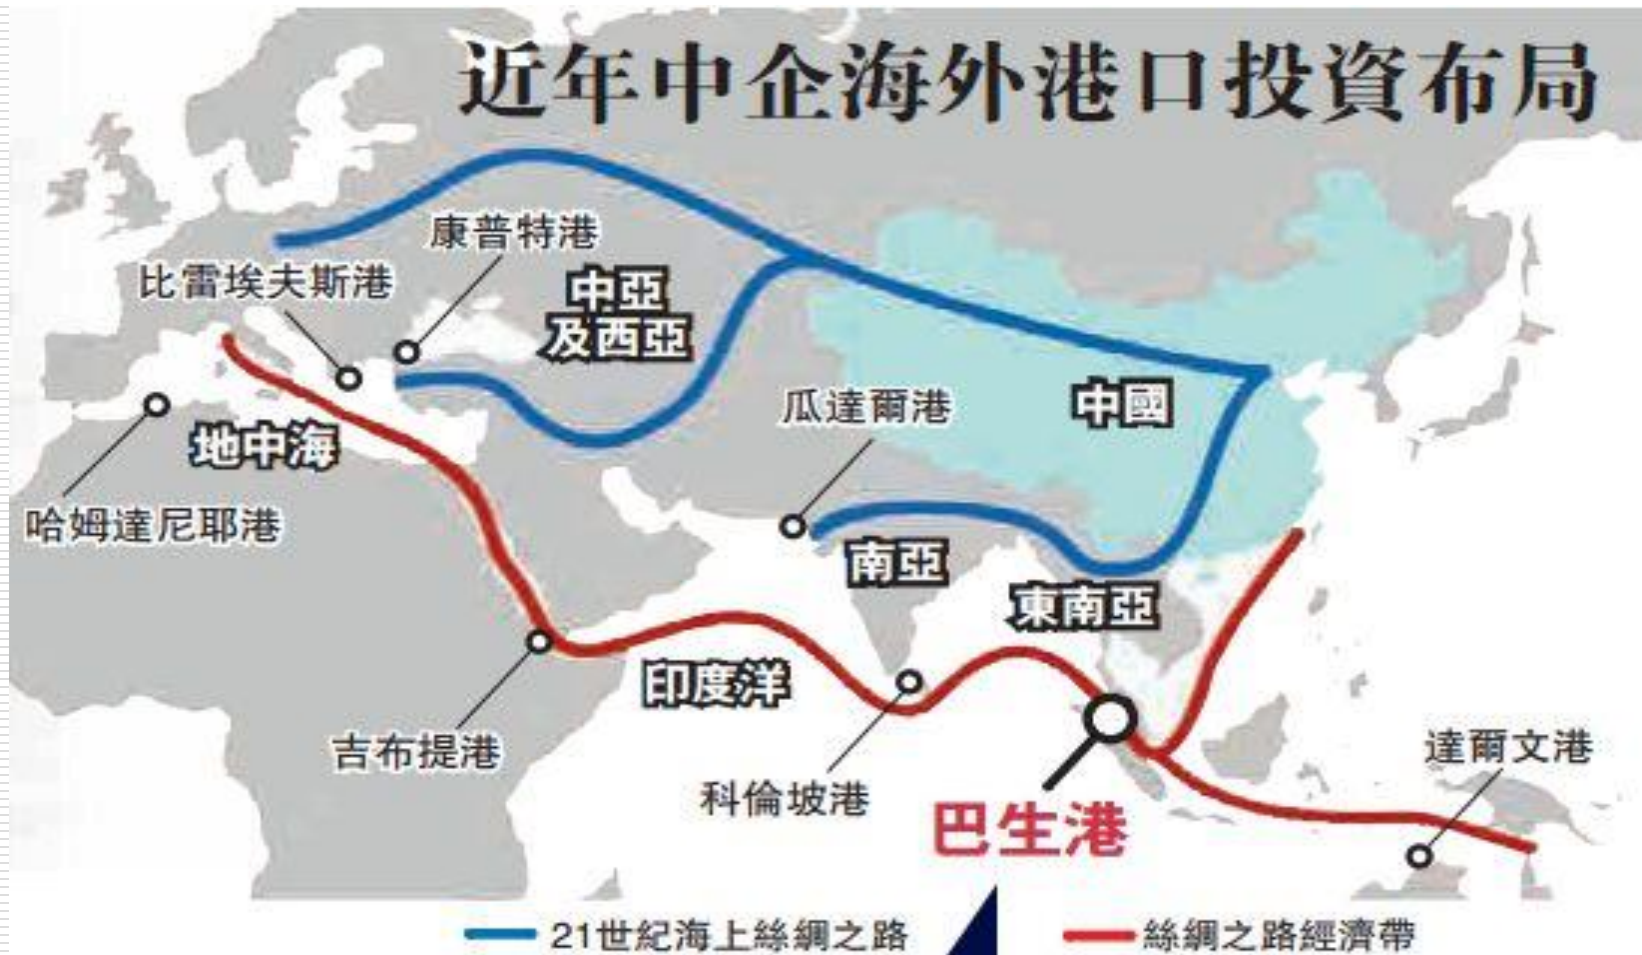 近年中企海外港口投資布局
康普特港
比雷埃夫斯港
中亞
及西亞
瓜達爾港
中國
地中海
哈姆達尼耶港
南亞
東南亞
印度洋
吉布提港
科倫坡港
達爾文港
巴生港
21世紀海上絲綢之路
絲綢之路經濟帶